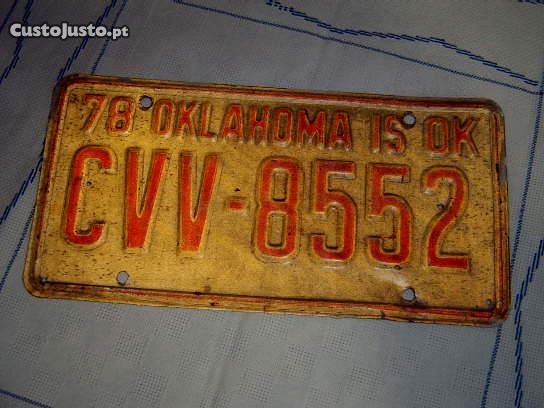 CustoJusto.pt
78 OKLAHOMA IS OK
CVV-8552